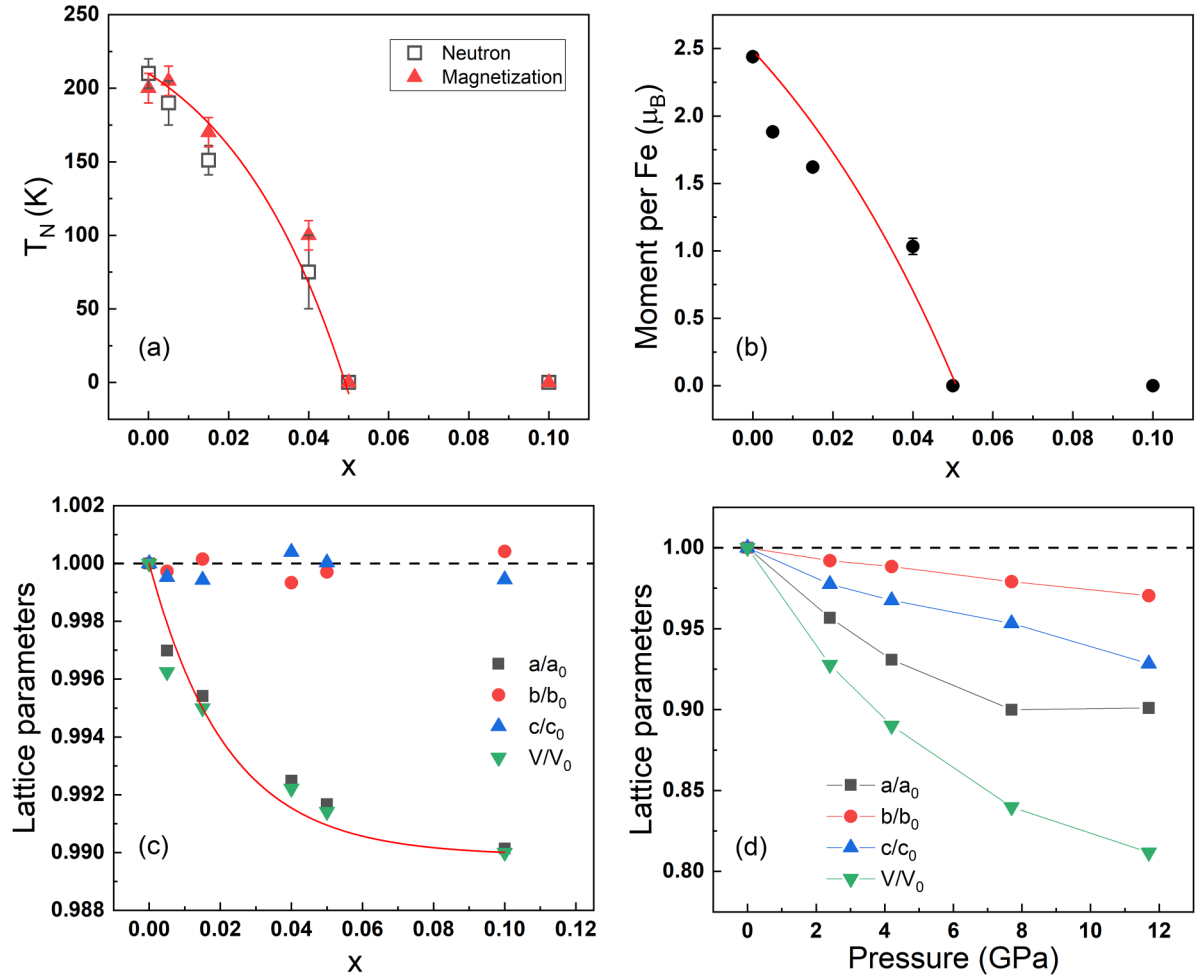 250
200
150
100
50
0
T_N (K)
Neutron
Magnetization
(a)
0.00 0.02 0.04 0.06 0.08 0.10
x
2.5
2.0
1.5
1.0
0.5
0.0
Moment per Fe (μ_B)
(b)
0.00 0.02 0.04 0.06 0.08 0.10
x
1.002
1.000
0.998
0.996
0.994
0.992
0.990
0.988
Lattice parameters
a/a₀
b/b₀
c/c₀
V/V₀
(c)
0.00 0.02 0.04 0.06 0.08 0.10 0.12
x
1.00
0.95
0.90
0.85
0.80
Lattice parameters
a/a₀
b/b₀
c/c₀
V/V₀
(d)
0 2 4 6 8 10 12
Pressure (GPa)